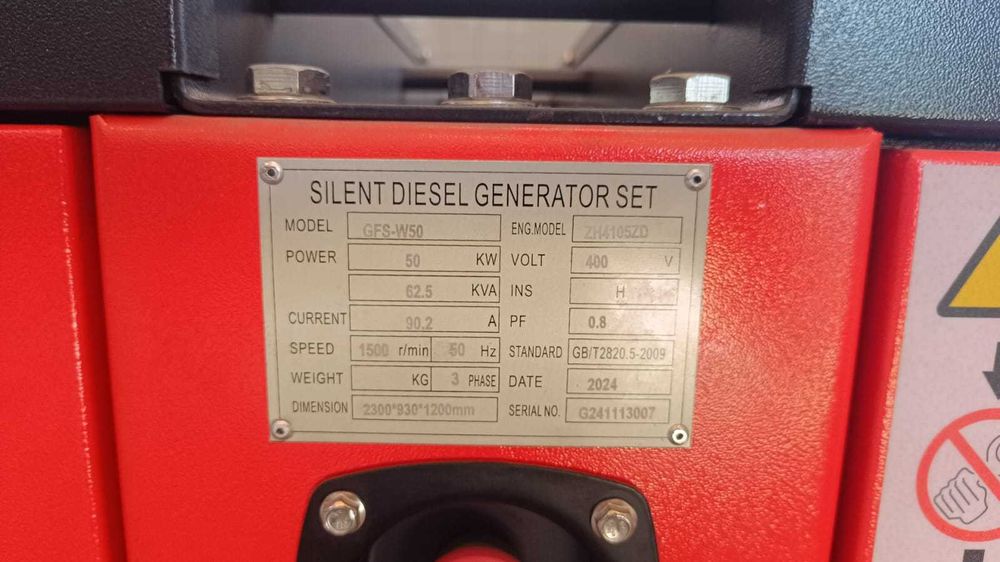 SILENT DIESEL GENERATOR SET
MODEL GFS-W50 ENG.MODEL ZH4105ZD
POWER 50 KW VOLT 400 V
62.5 KVA INS H
CURRENT 90.2 A PF 0.8
SPEED 1500 r/min 50 Hz STANDARD GB/T2820.5-2009
WEIGHT KG 3 PHASE DATE 2024
DIMENSION 2300*930*1200mm SERIAL NO. G241113007